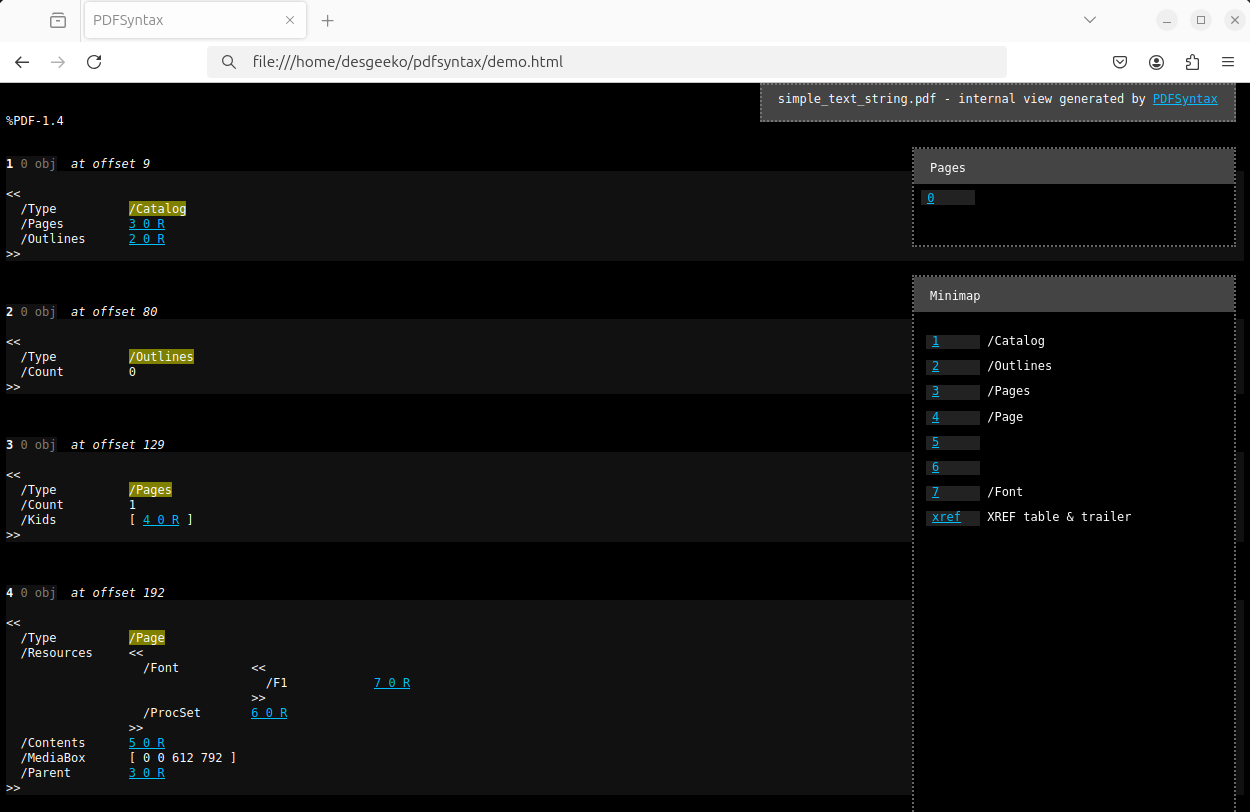 PDFSyntax
file:///home/desgeeko/pdfsyntax/demo.html
simple_text_string.pdf - internal view generated by PDFSyntax
%PDF-1.4
1 0 obj at offset 9
<<
/Type /Catalog
/Pages 3 0 R
/Outlines 2 0 R
>>
2 0 obj at offset 80
<<
/Type /Outlines
/Count 0
>>
3 0 obj at offset 129
<<
/Type /Pages
/Count 1
/Kids [ 4 0 R ]
>>
4 0 obj at offset 192
<<
/Type /Page
/Resources <<
/Font <<
/F1 7 0 R
>>
/ProcSet 6 0 R
>>
/Contents 5 0 R
/MediaBox [ 0 0 612 792 ]
/Parent 3 0 R
>>
Pages
0
Minimap
1 /Catalog
2 /Outlines
3 /Pages
4 /Page
5
6
7 /Font
xref XREF table & trailer